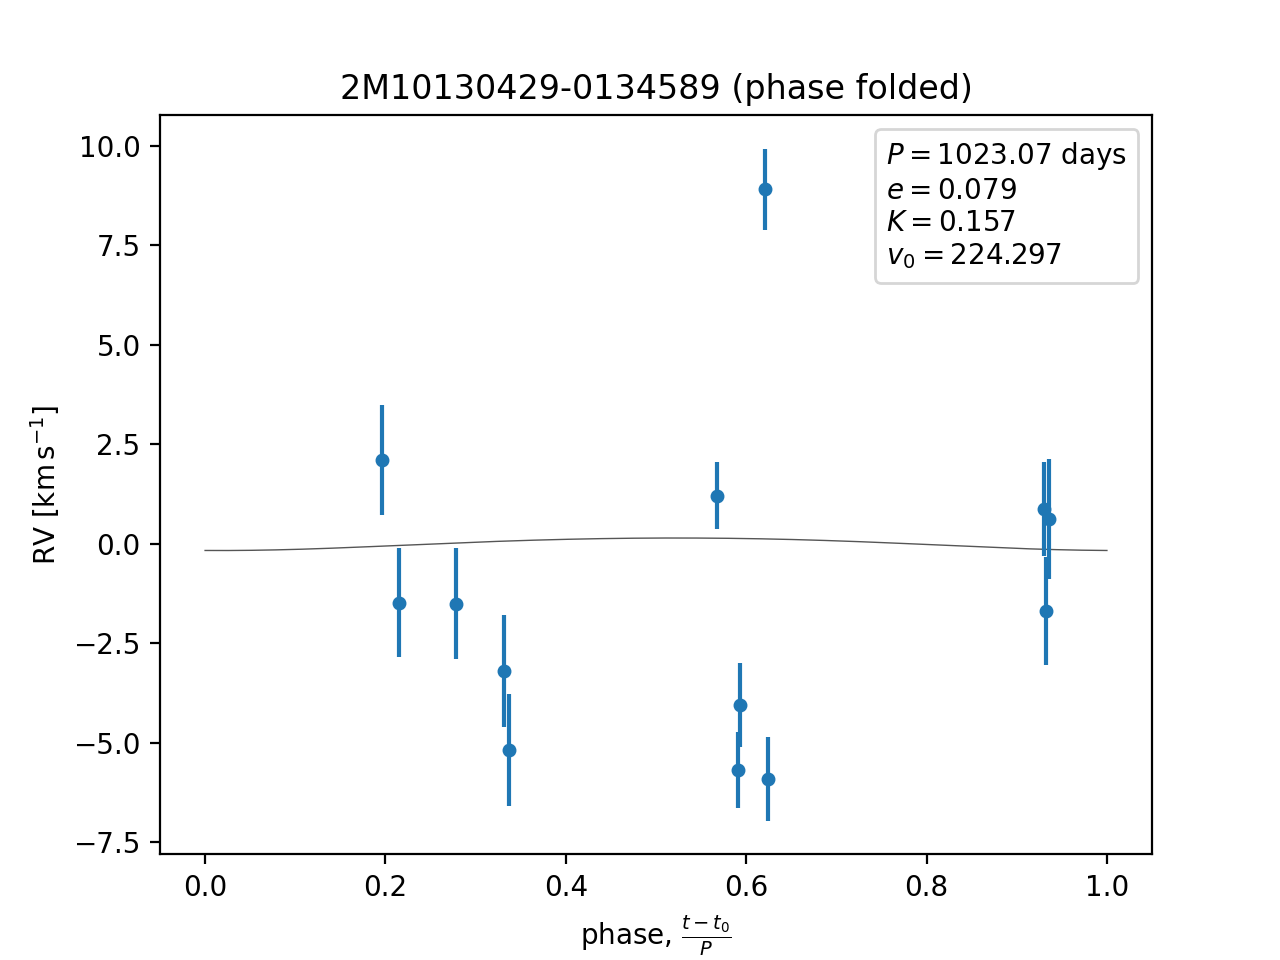 2M10130429-0134589 (phase folded)
10.0
7.5
5.0
2.5
0.0
−2.5
−5.0
−7.5
RV [km s⁻¹]
P = 1023.07 days
e = 0.079
K = 0.157
v₀ = 224.297
0.0 0.2 0.4 0.6 0.8 1.0
phase, (t − t₀)/P